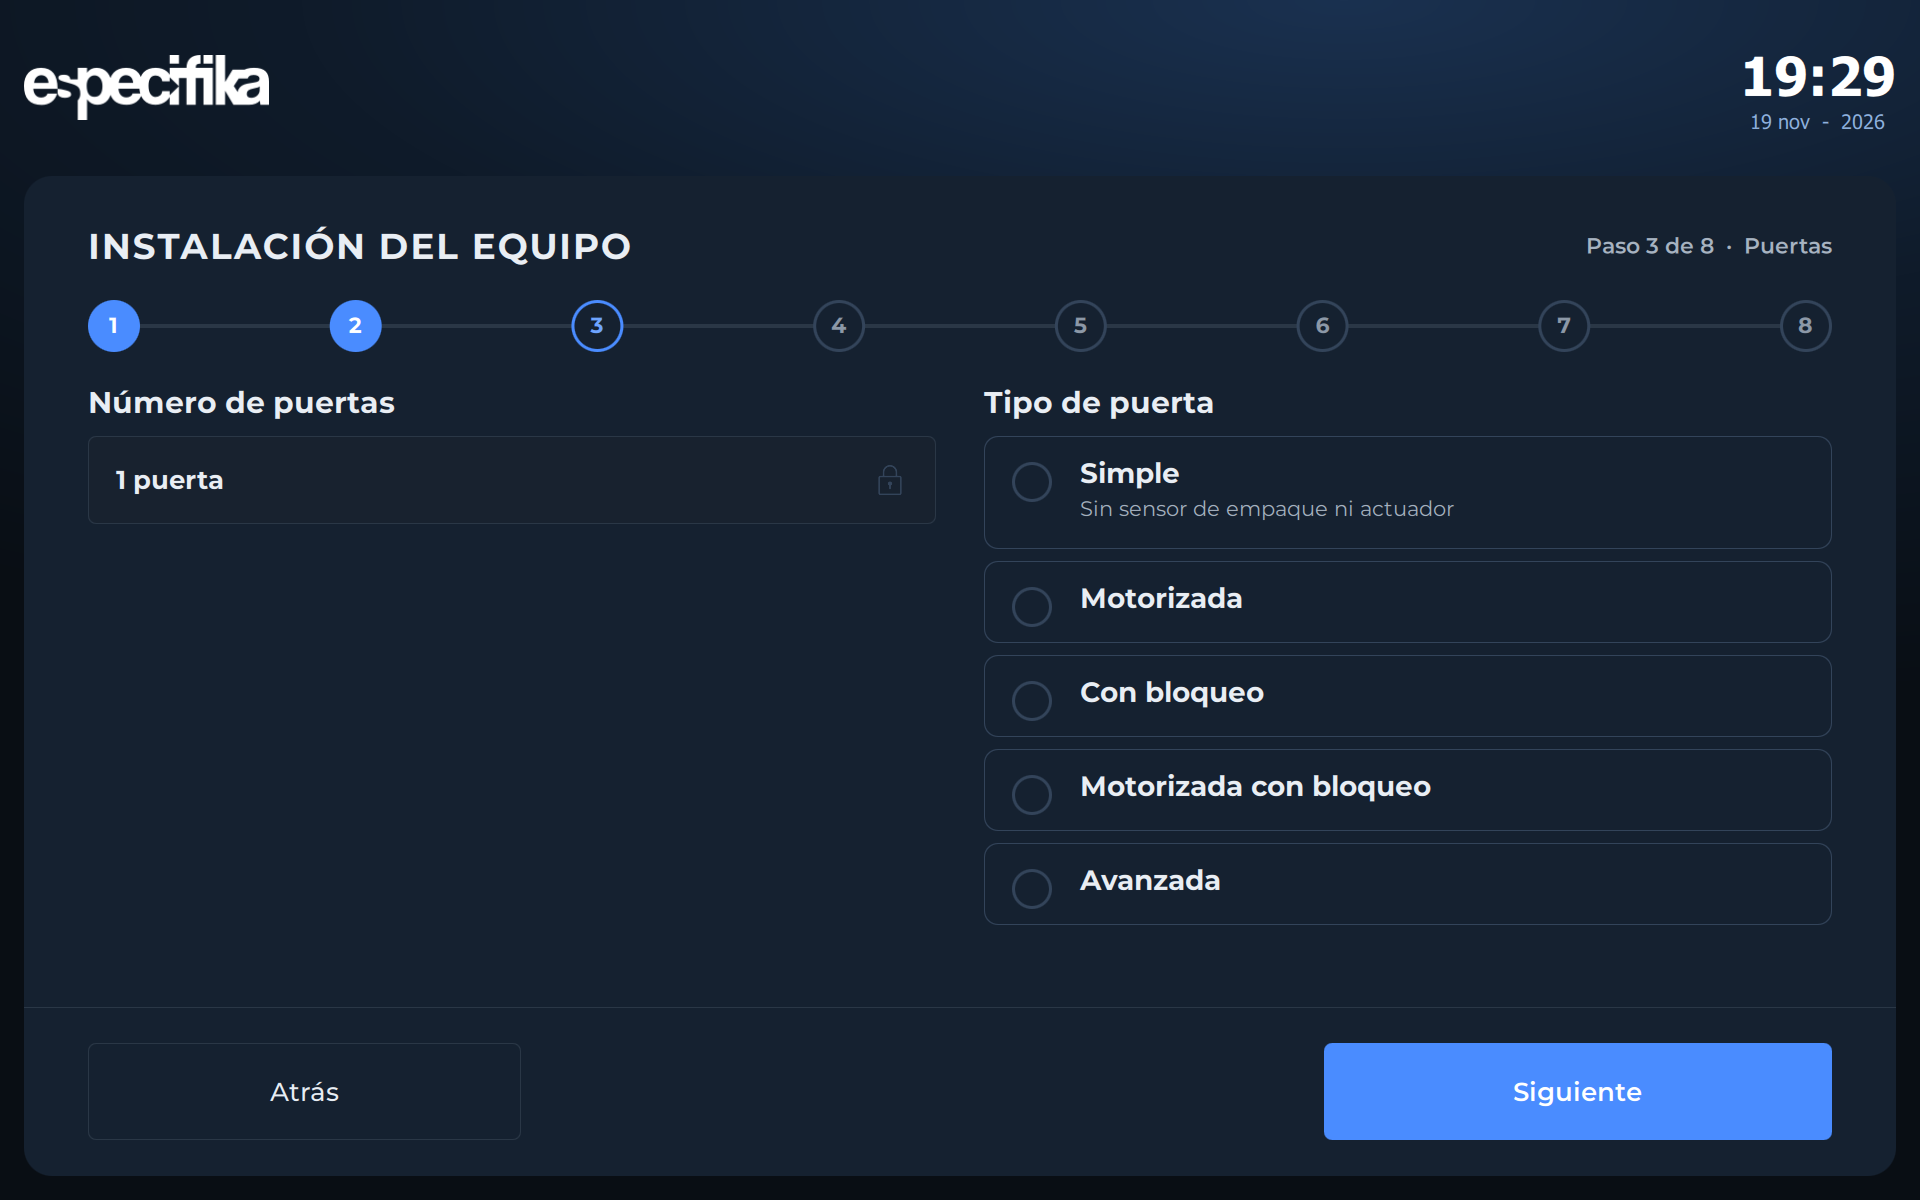 especifika
19:29
19 nov - 2026
INSTALACIÓN DEL EQUIPO
Paso 3 de 8 · Puertas
1 2 3 4 5 6 7 8
Número de puertas
1 puerta
Tipo de puerta
Simple
Sin sensor de empaque ni actuador
Motorizada
Con bloqueo
Motorizada con bloqueo
Avanzada
Atrás
Siguiente